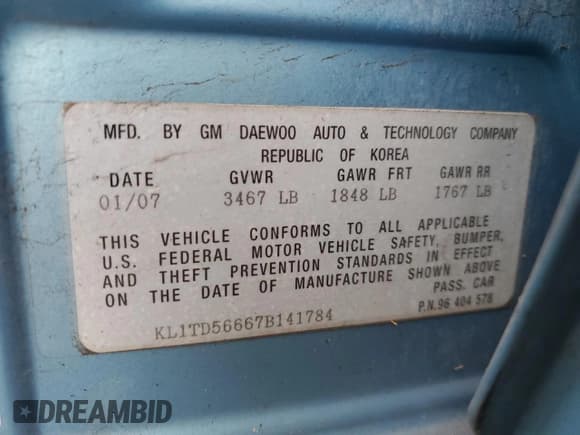 MFD. BY GM DAEWOO AUTO & TECHNOLOGY COMPANY
REPUBLIC OF KOREA
DATE GVWR GAWR FRT GAWR RR
01/07 3467 LB 1848 LB 1767 LB
THIS VEHICLE CONFORMS TO ALL APPLICABLE
U.S. FEDERAL MOTOR VEHICLE SAFETY, BUMPER,
AND THEFT PREVENTION STANDARDS IN EFFECT
ON THE DATE OF MANUFACTURE SHOWN ABOVE
PASS. CAR
KL1TD56667B141784
P.N.96 404 578
DREAMBID